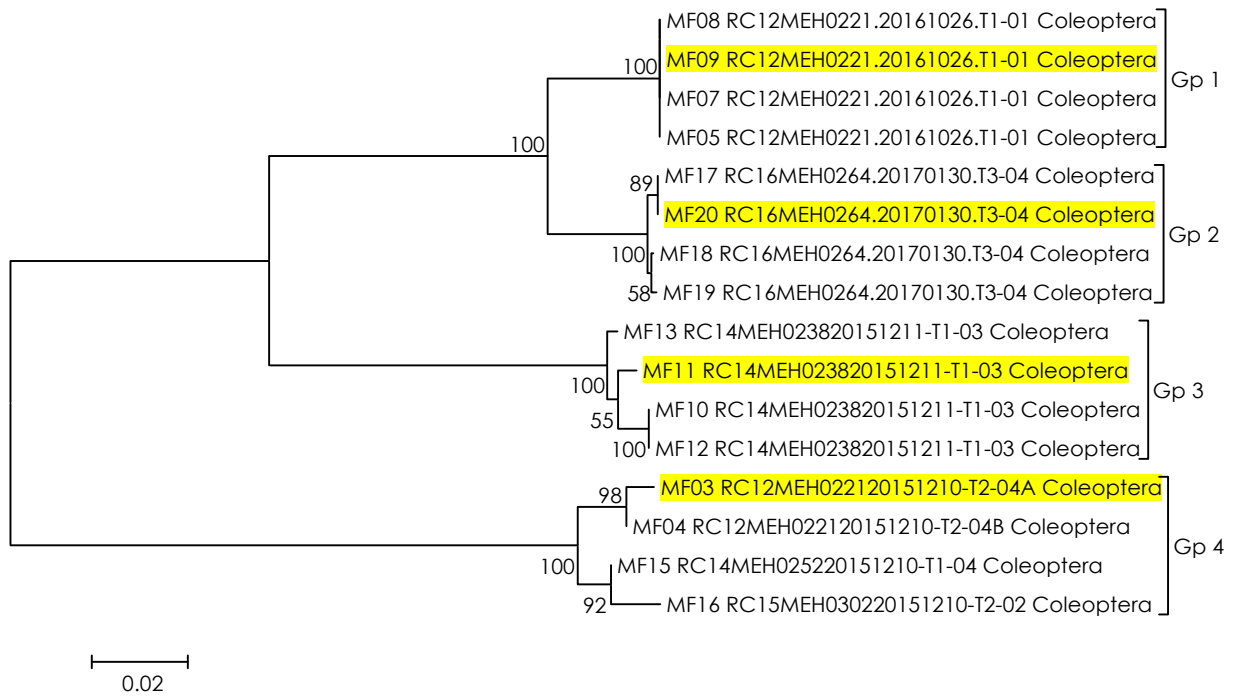 MF08 RC12MEH0221.20161026.T1-01 Coleoptera
MF09 RC12MEH0221.20161026.T1-01 Coleoptera
100
Gp 1
MF07 RC12MEH0221.20161026.T1-01 Coleoptera
MF05 RC12MEH0221.20161026.T1-01 Coleoptera
100
MF17 RC16MEH0264.20170130.T3-04 Coleoptera
89
MF20 RC16MEH0264.20170130.T3-04 Coleoptera
Gp 2
MF18 RC16MEH0264.20170130.T3-04 Coleoptera
100
MF19 RC16MEH0264.20170130.T3-04 Coleoptera
58
MF13 RC14MEH023820151211-T1-03 Coleoptera
MF11 RC14MEH023820151211-T1-03 Coleoptera
100
Gp 3
MF10 RC14MEH023820151211-T1-03 Coleoptera
55
MF12 RC14MEH023820151211-T1-03 Coleoptera
100
MF03 RC12MEH022120151210-T2-04A Coleoptera
98
MF04 RC12MEH022120151210-T2-04B Coleoptera
Gp 4
MF15 RC14MEH025220151210-T1-04 Coleoptera
100
MF16 RC15MEH030220151210-T2-02 Coleoptera
92
0.02